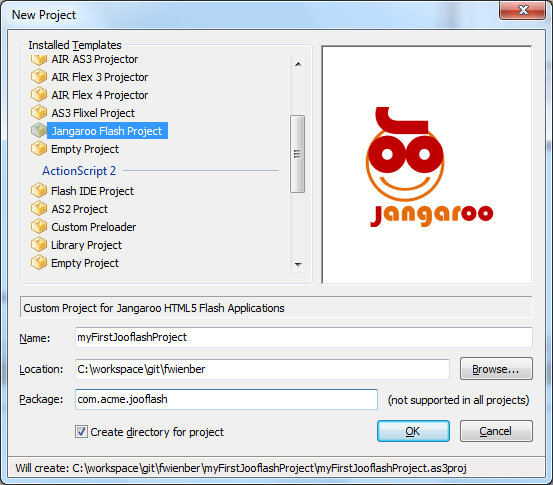 New Project
Installed Templates
AIR AS3 Projector
AIR Flex 3 Projector
AIR Flex 4 Projector
AS3 Flixel Project
Jangaroo Flash Project
Empty Project
ActionScript 2
Flash IDE Project
AS2 Project
Custom Preloader
Library Project
Empty Project
jangaroo
Custom Project for Jangaroo HTML5 Flash Applications
Name: myFirstJooflashProject
Location: C:\workspace\git\fwienber Browse...
Package: com.acme.jooflash (not supported in all projects)
Create directory for project OK Cancel
Will create: C:\workspace\git\fwienber\myFirstJooflashProject\myFirstJooflashProject.as3proj